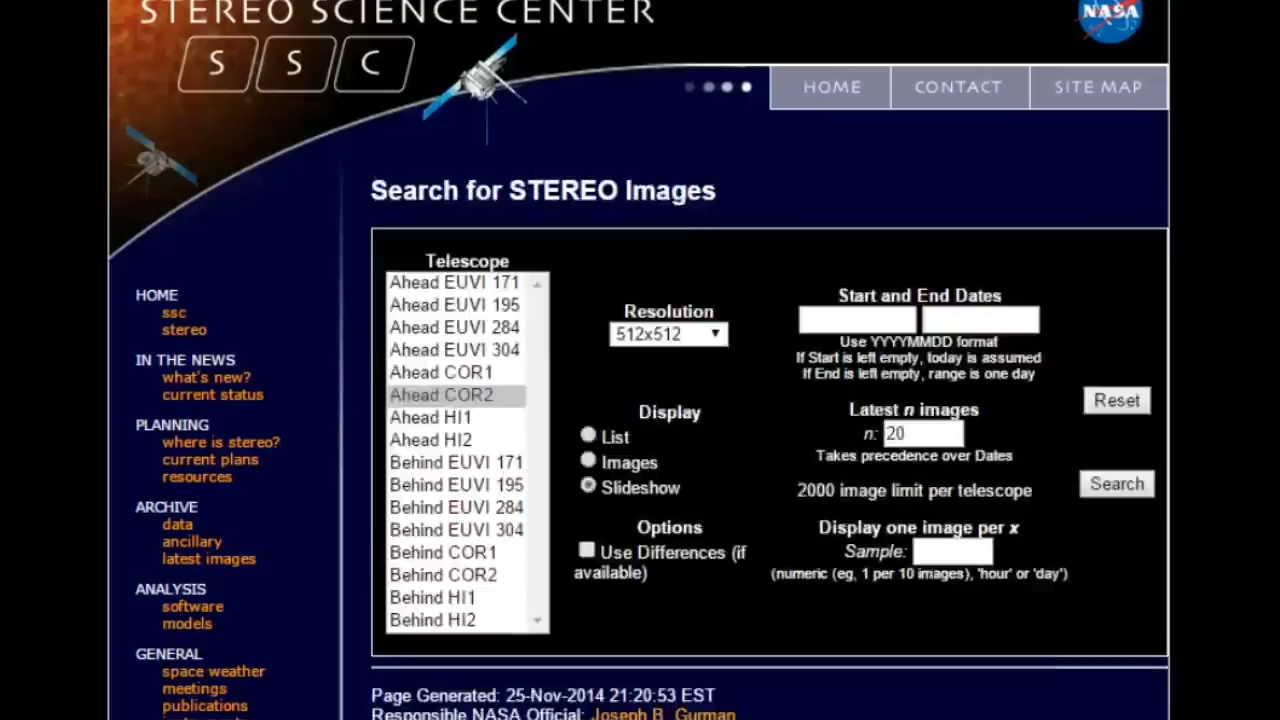 STEREO SCIENCE CENTER
NASA
S S C
HOME CONTACT SITE MAP
Search for STEREO Images
HOME
ssc
stereo
IN THE NEWS
what's new?
current status
PLANNING
where is stereo?
current plans
resources
ARCHIVE
data
ancillary
latest images
ANALYSIS
software
models
GENERAL
space weather
meetings
publications
Telescope
Ahead EUVI 171
Ahead EUVI 195
Ahead EUVI 284
Ahead EUVI 304
Ahead COR1
Ahead COR2
Ahead HI1
Ahead HI2
Behind EUVI 171
Behind EUVI 195
Behind EUVI 284
Behind EUVI 304
Behind COR1
Behind COR2
Behind HI1
Behind HI2
Resolution
512x512
Display
List
Images
Slideshow
Options
Use Differences (if
available)
Start and End Dates
Use YYYYMMDD format
If Start is left empty, today is assumed
If End is left empty, range is one day
Latest n images
n: 20
Takes precedence over Dates
2000 image limit per telescope
Display one image per x
Sample:
(numeric (eg, 1 per 10 images), 'hour' or 'day')
Reset
Search
Page Generated: 25-Nov-2014 21:20:53 EST
Responsible NASA Official: Joseph B. Gurman